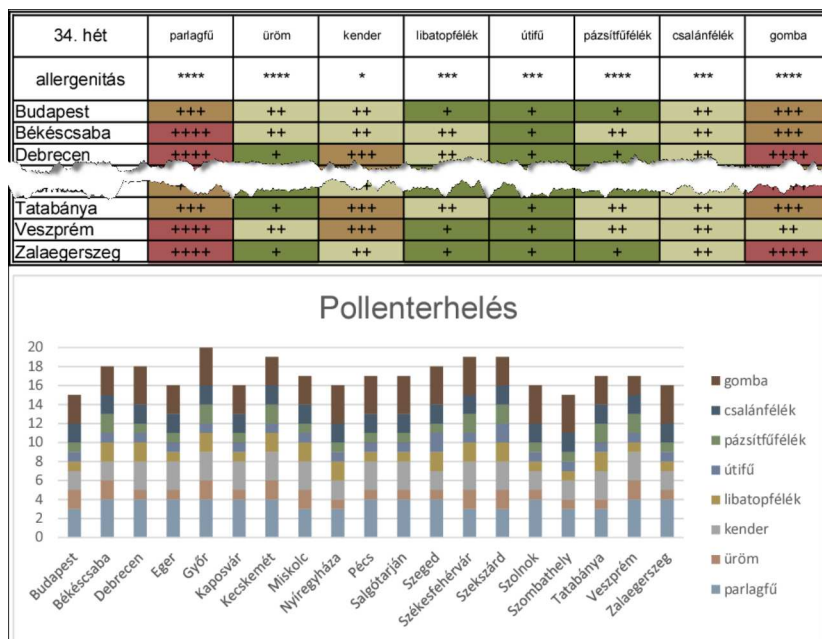 34. hét parlagfű üröm kender libatopfélék útifű pázsítfűfélék csalánfélék gomba
allergenitás **** **** * *** *** **** *** ****
Budapest +++ ++ ++ + + + ++ +++
Békéscsaba ++++ ++ ++ ++ + ++ ++ +++
Debrecen ++++ + +++ ++ + + ++ ++++
Tatabánya +++ + +++ ++ + ++ ++ +++
Veszprém ++++ ++ +++ + + ++ ++ ++
Zalaegerszeg ++++ + ++ + + + ++ ++++
Pollenterhelés
20
18
16
14
12
10
8
6
4
2
0
Budapest
Békéscsaba
Debrecen
Eger
Győr
Kaposvár
Kecskemét
Miskolc
Nyíregyháza
Pécs
Salgótarján
Szeged
Székesfehérvár
Szekszárd
Szolnok
Szombathely
Tatabánya
Veszprém
Zalaegerszeg
gomba
csalánfélék
pázsítfűfélék
útifű
libatopfélék
kender
üröm
parlagfű